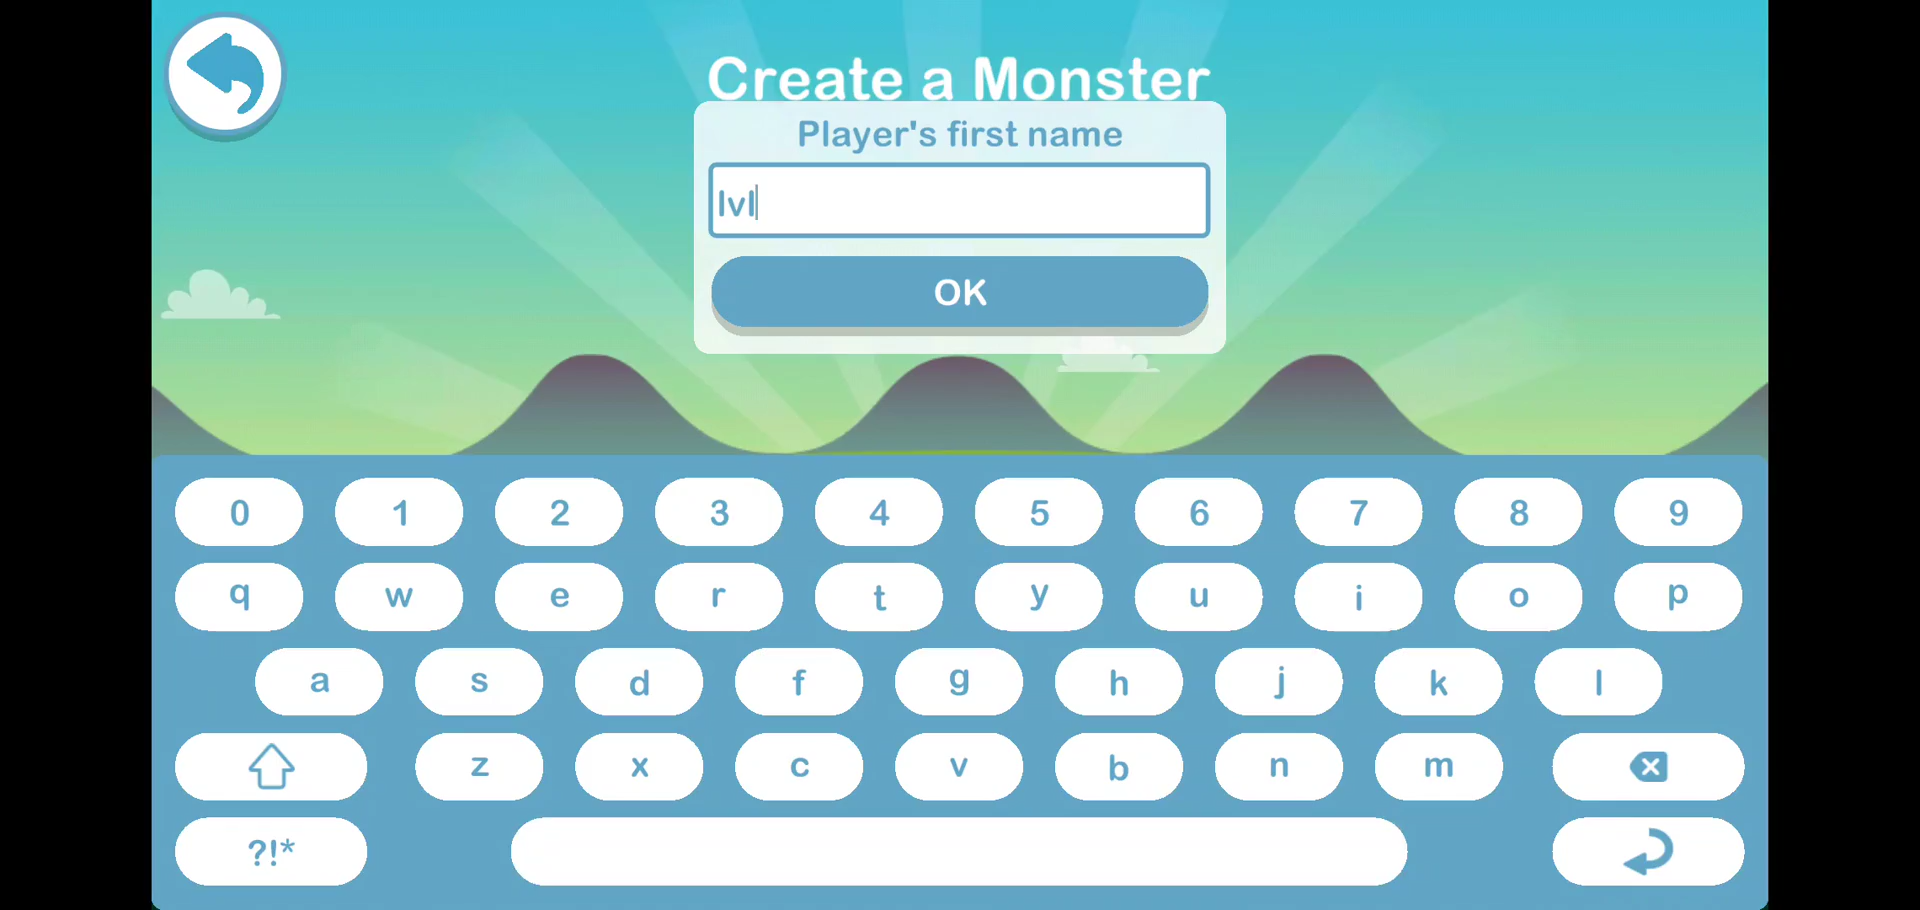 Create a Monster
Player's first name
lvl
OK
0 1 2 3 4 5 6 7 8 9
q w e r t y u i o p
a s d f g h j k l
z x c v b n m
?!*